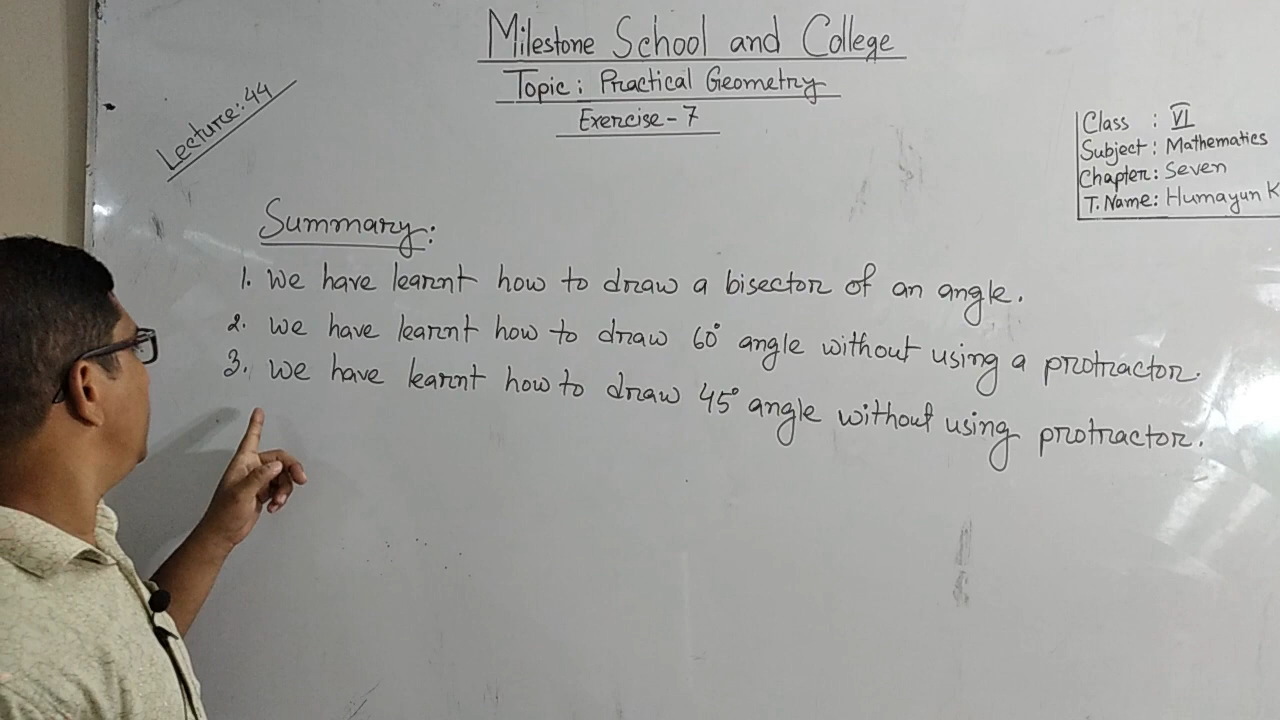 Milestone School and College
Topic: Practical Geometry
Exercise-7
Lecture:44
Class : VI
Subject: Mathematics
Chapter: Seven
T.Name: Humayun K
Summary:
1. We have learnt how to draw a bisector of an angle.
2. We have learnt how to draw 60° angle without using a protractor.
3. We have learnt how to draw 45° angle without using protractor.